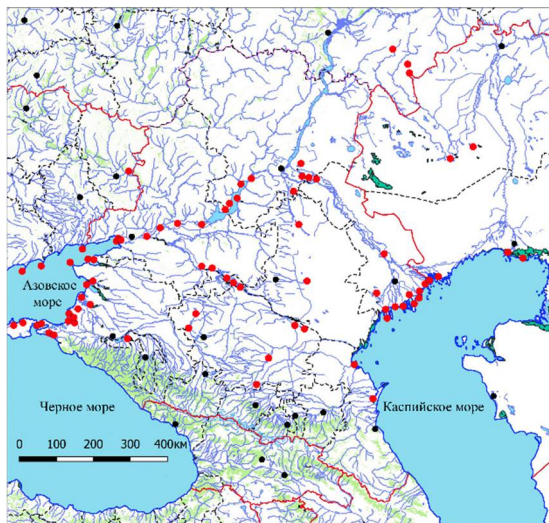 Азовское
море
Черное море
Каспийское море
0 100 200 300 400км